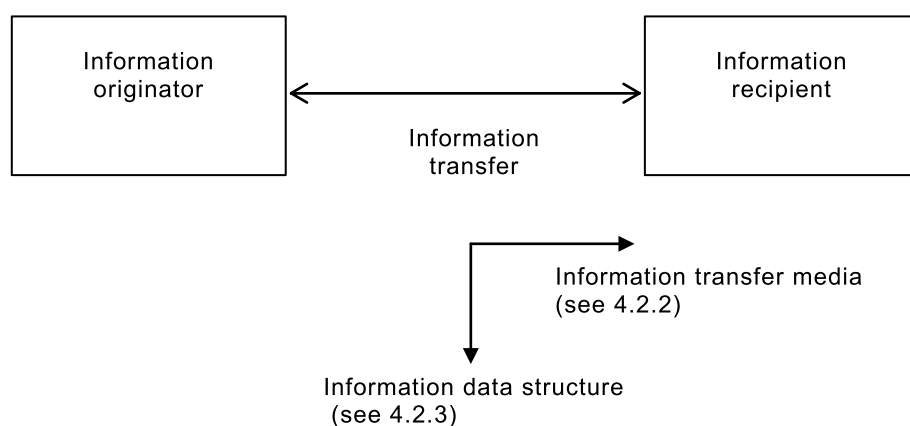 Information
originator
Information
recipient
Information
transfer
Information transfer media
(see 4.2.2)
Information data structure
(see 4.2.3)